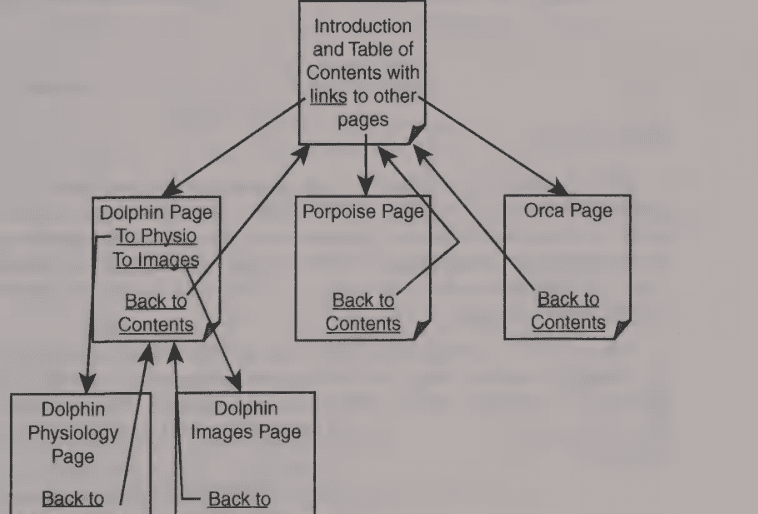 Introduction
and Table of
Contents with
links to other
pages
Dolphin Page
To Physio
To Images
Back to
Contents
Porpoise Page
Back to
Contents
Orca Page
Back to
Contents
Dolphin
Physiology
Page
Back to
Dolphin
Images Page
Back to